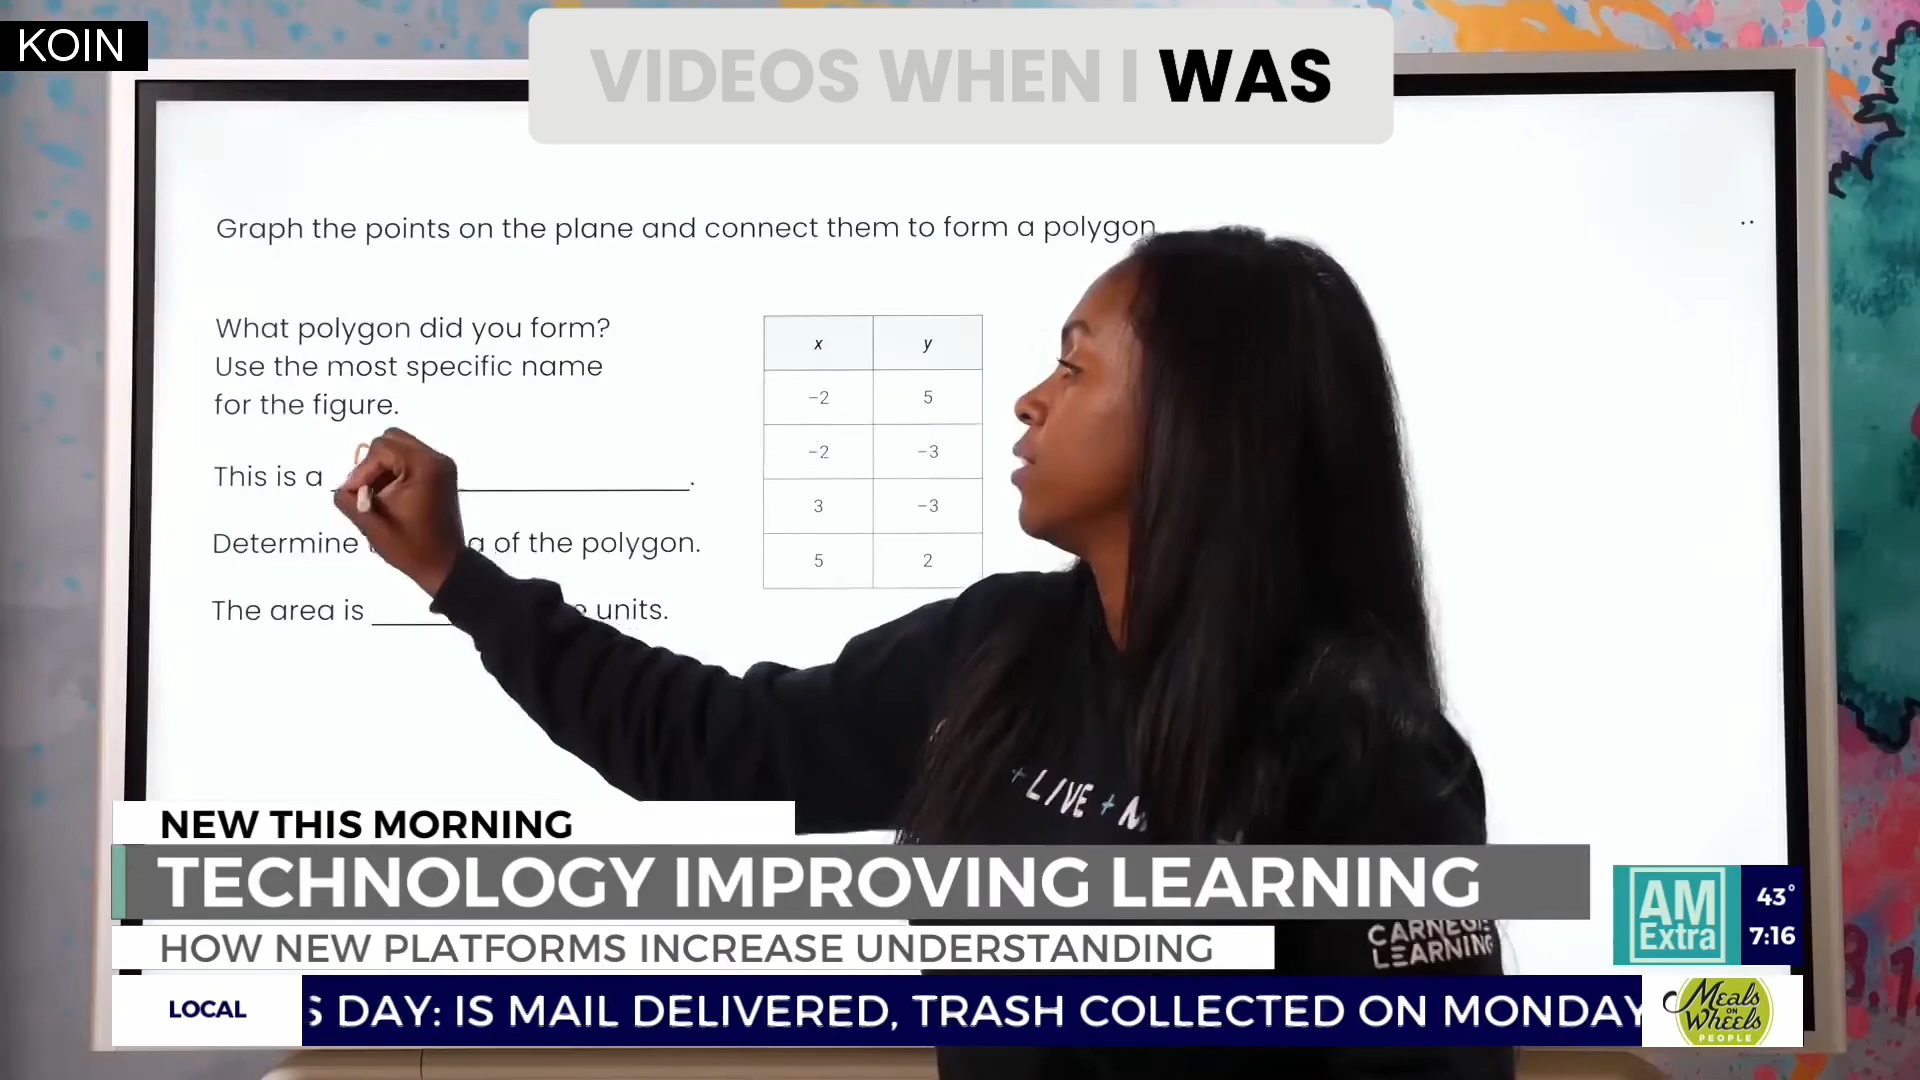 KOIN
VIDEOS WHEN I WAS
Graph the points on the plane and connect them to form a polygon
What polygon did you form?
Use the most specific name
for the figure.
This is a ___.
Determine of the polygon.
The area is ___ units.
x y
-2 5
-2 -3
3 -3
5 2
+ LIVE +
NEW THIS MORNING
TECHNOLOGY IMPROVING LEARNING
HOW NEW PLATFORMS INCREASE UNDERSTANDING
CARNEGIE
LEARNING
AM
Extra
43°
7:16
LOCAL
S DAY: IS MAIL DELIVERED, TRASH COLLECTED ON MONDAY
Meals
ON
Wheels
PEOPLE